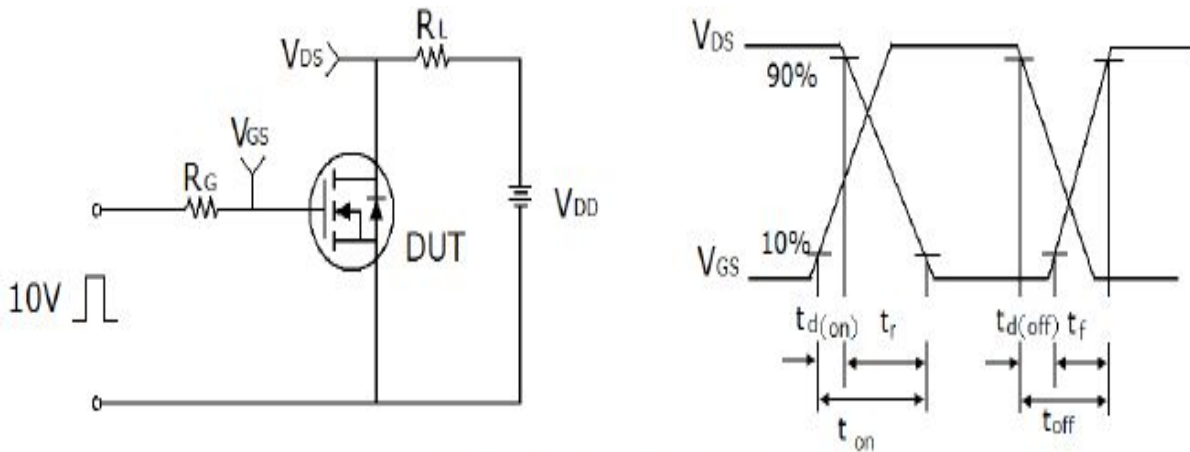 RL
VDS
VGS
RG
VDD
DUT
10V
VDS
90%
10%
VGS
td(on)
tr
td(off)
tf
ton
toff